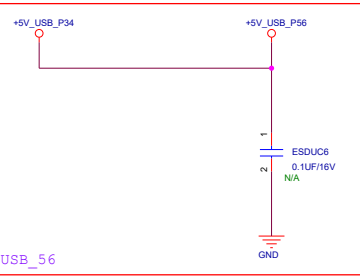 +5V_USB_P34 +5V_USB_P56
1
ESDUC6
0.1UF/16V
2
N/A
GND
USB_56